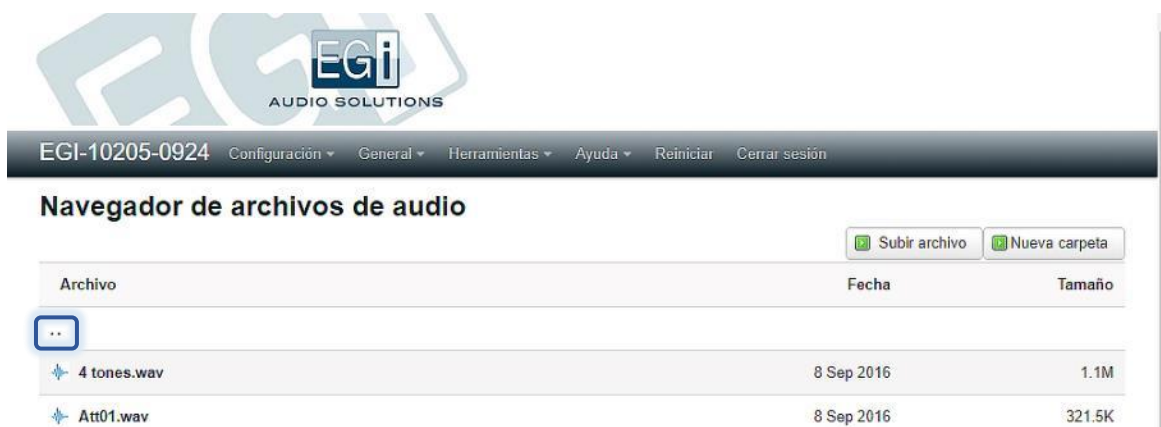 EGi
AUDIO SOLUTIONS
EGI-10205-0924 Configuración General Herramientas Ayuda Reiniciar Cerrar sesión
Navegador de archivos de audio
Subir archivo Nueva carpeta
Archivo Fecha Tamaño
..
4 tones.wav 8 Sep 2016 1.1M
Att01.wav 8 Sep 2016 321.5K